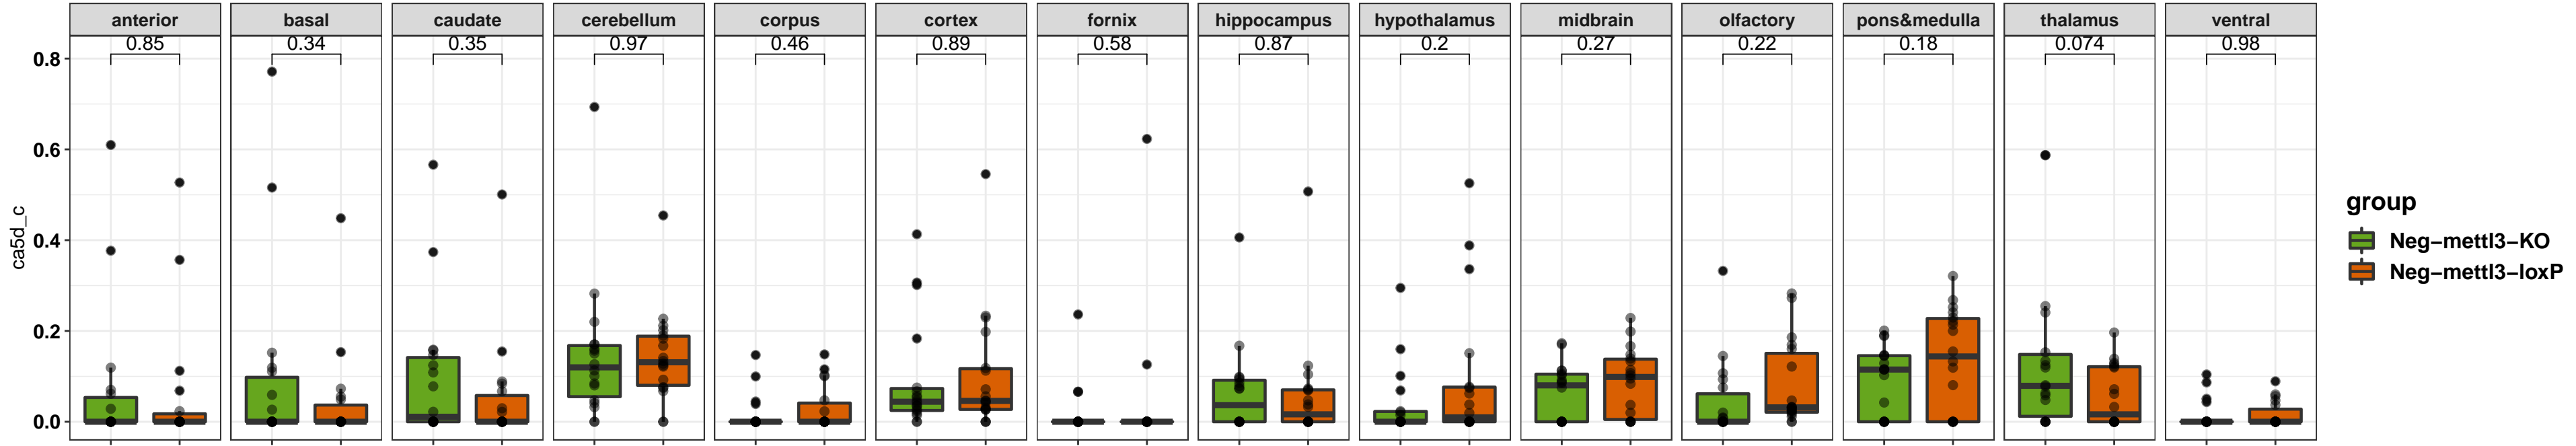 anterior basal caudate cerebellum corpus cortex fornix hippocampus hypothalamus midbrain olfactory pons&medulla thalamus ventral
0.85 0.34 0.35 0.97 0.46 0.89 0.58 0.87 0.2 0.27 0.22 0.18 0.074 0.98
0.8
0.6
0.4
0.2
0.0
ca5d_c
group
Neg−mettl3−KO
Neg−mettl3−loxP